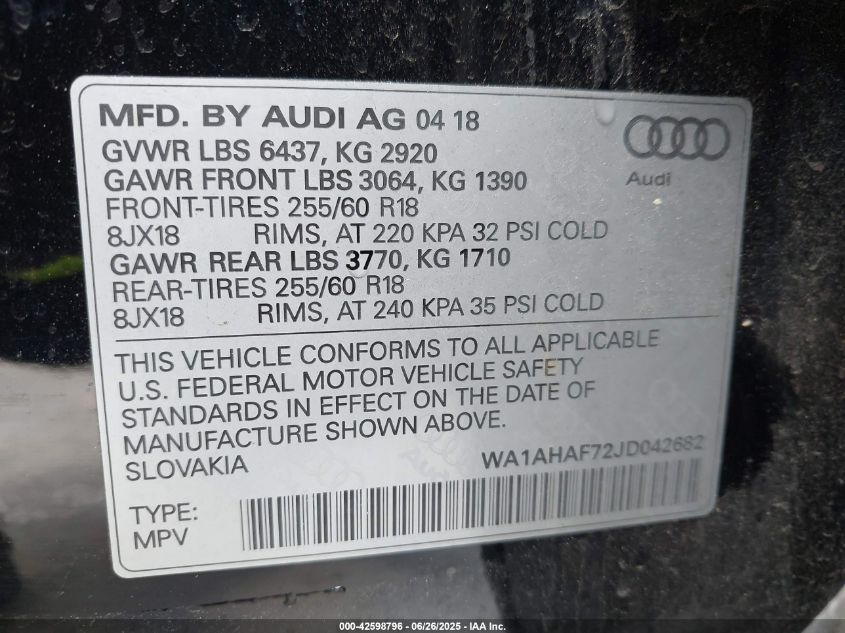 MFD. BY AUDI AG 04 18
GVWR LBS 6437, KG 2920
GAWR FRONT LBS 3064, KG 1390
FRONT-TIRES 255/60 R18
8JX18 RIMS, AT 220 KPA 32 PSI COLD
GAWR REAR LBS 3770, KG 1710
REAR-TIRES 255/60 R18
8JX18 RIMS, AT 240 KPA 35 PSI COLD
Audi
THIS VEHICLE CONFORMS TO ALL APPLICABLE
U.S. FEDERAL MOTOR VEHICLE SAFETY
STANDARDS IN EFFECT ON THE DATE OF
MANUFACTURE SHOWN ABOVE.
SLOVAKIA
WA1AHAF72JD042682
TYPE:
MPV
Audi
000-42598796 - 06/26/2025 - IAA Inc.